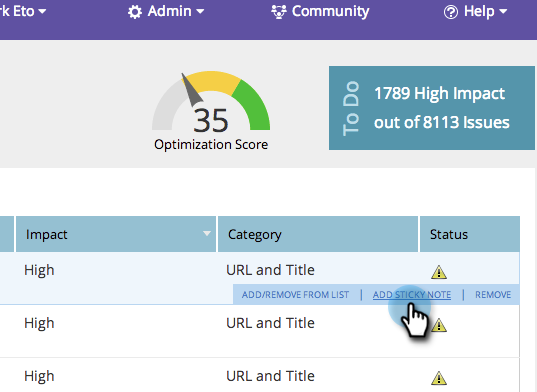 rk Eto
Admin
Community
Help
35
Optimization Score
To Do
1789 High Impact
out of 8113 Issues
Impact
Category
Status
High
URL and Title
ADD/REMOVE FROM LIST | ADD STICKY NOTE | REMOVE
High
URL and Title
High
URL and Title